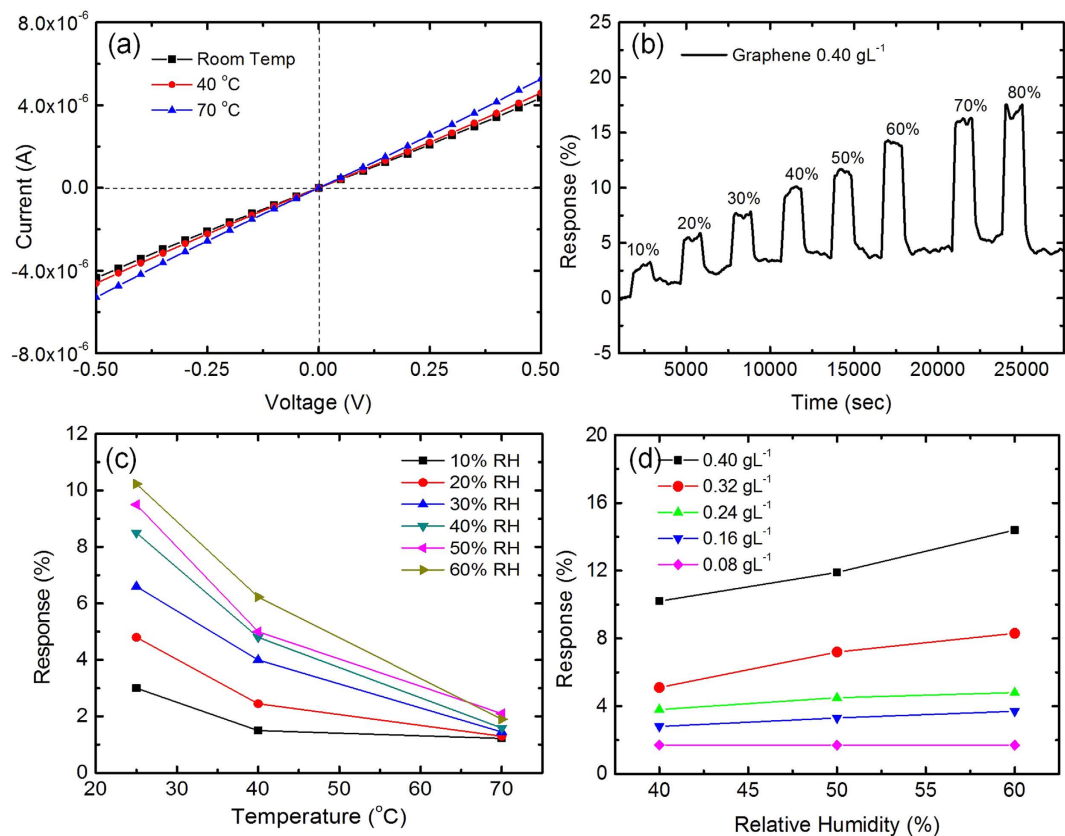 (a)
Room Temp
40 °C
70 °C
8.0x10⁻⁶
4.0x10⁻⁶
0.0
-4.0x10⁻⁶
-8.0x10⁻⁶
Current (A)
-0.50 -0.25 0.00 0.25 0.50
Voltage (V)
(b)
Graphene 0.40 gL⁻¹
25
20
15
10
5
0
-5
Response (%)
10%
20%
30%
40%
50%
60%
70%
80%
5000 10000 15000 20000 25000
Time (sec)
(c)
10% RH
20% RH
30% RH
40% RH
50% RH
60% RH
12
10
8
6
4
2
0
Response (%)
20 30 40 50 60 70 80
Temperature (°C)
(d)
0.40 gL⁻¹
0.32 gL⁻¹
0.24 gL⁻¹
0.16 gL⁻¹
0.08 gL⁻¹
20
16
12
8
4
0
Response (%)
40 45 50 55 60
Relative Humidity (%)